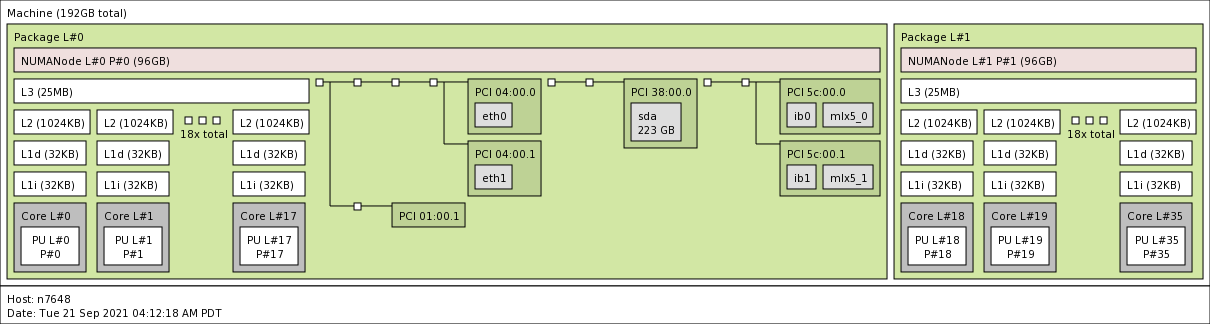 Machine (192GB total)
Package L#0
NUMANode L#0 P#0 (96GB)
L3 (25MB)
L2 (1024KB)
L2 (1024KB)
18x total
L2 (1024KB)
L1d (32KB)
L1d (32KB)
L1d (32KB)
L1i (32KB)
L1i (32KB)
L1i (32KB)
Core L#0
PU L#0
P#0
Core L#1
PU L#1
P#1
Core L#17
PU L#17
P#17
PCI 04:00.0
eth0
PCI 04:00.1
eth1
PCI 01:00.1
PCI 38:00.0
sda
223 GB
PCI 5c:00.0
ib0
mlx5_0
PCI 5c:00.1
ib1
mlx5_1
Package L#1
NUMANode L#1 P#1 (96GB)
L3 (25MB)
L2 (1024KB)
L2 (1024KB)
18x total
L2 (1024KB)
L1d (32KB)
L1d (32KB)
L1d (32KB)
L1i (32KB)
L1i (32KB)
L1i (32KB)
Core L#18
PU L#18
P#18
Core L#19
PU L#19
P#19
Core L#35
PU L#35
P#35
Host: n7648
Date: Tue 21 Sep 2021 04:12:18 AM PDT